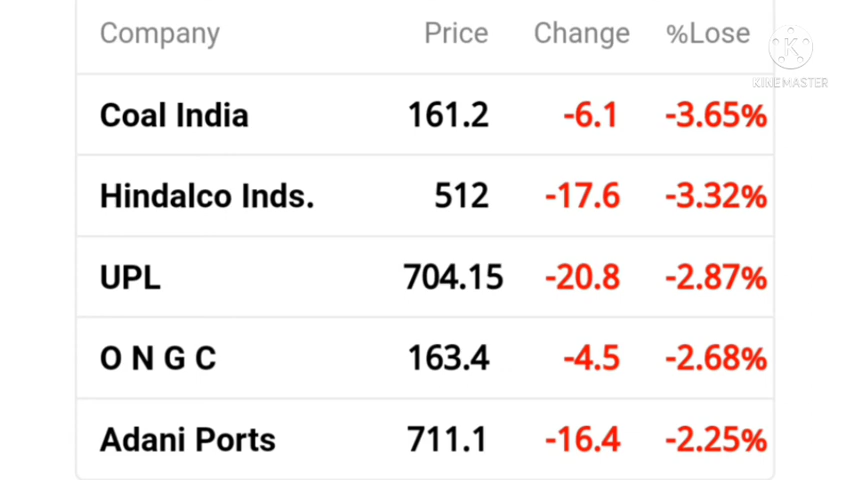 Company Price Change %Lose
K
KINEMASTER
Coal India 161.2 -6.1 -3.65%
Hindalco Inds. 512 -17.6 -3.32%
UPL 704.15 -20.8 -2.87%
O N G C 163.4 -4.5 -2.68%
Adani Ports 711.1 -16.4 -2.25%